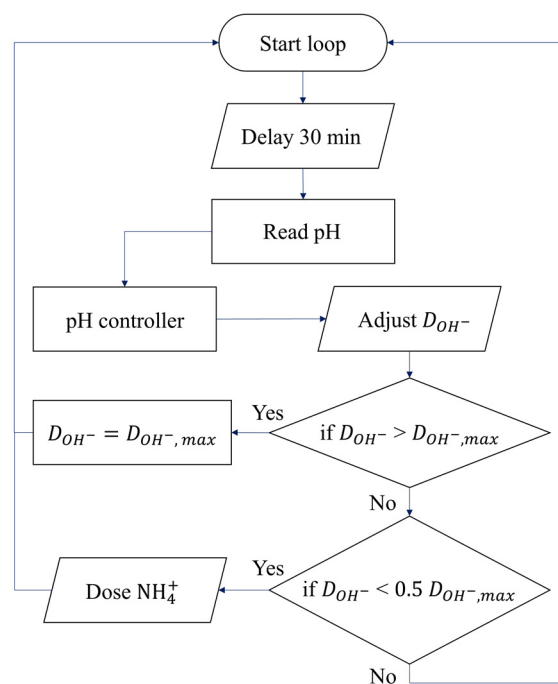 Start loop
Delay 30 min
Read pH
pH controller
Adjust D_{OH^-}
Yes
D_{OH^-} = D_{OH^-,max}
if D_{OH^-} > D_{OH^-,max}
No
Yes
Dose NH_4^+
if D_{OH^-} < 0.5 D_{OH^-,max}
No